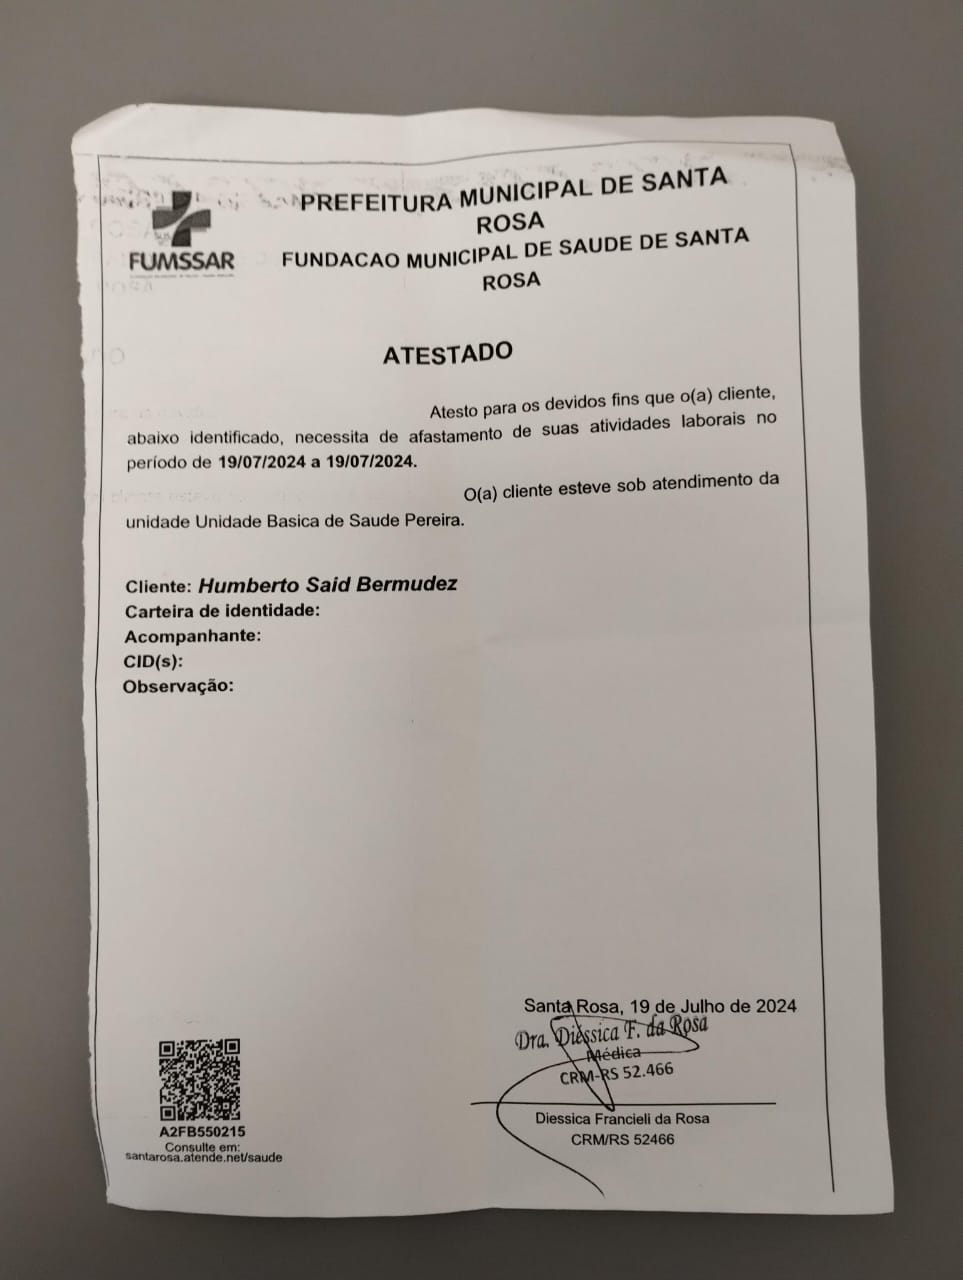 FUMSSAR
PREFEITURA MUNICIPAL DE SANTA
ROSA
FUNDACAO MUNICIPAL DE SAUDE DE SANTA
ROSA
ATESTADO
Atesto para os devidos fins que o(a) cliente,
abaixo identificado, necessita de afastamento de suas atividades laborais no
período de 19/07/2024 a 19/07/2024.
O(a) cliente esteve sob atendimento da
unidade Unidade Basica de Saude Pereira.
Cliente: Humberto Said Bermudez
Carteira de identidade:
Acompanhante:
CID(s):
Observação:
Santa Rosa, 19 de Julho de 2024
Dra. Diéssica F. da Rosa
Médica
CRM-RS 52.466
Diessica Francieli da Rosa
CRM/RS 52466
A2FB550215
Consulte em:
santarosa.atende.net/saude